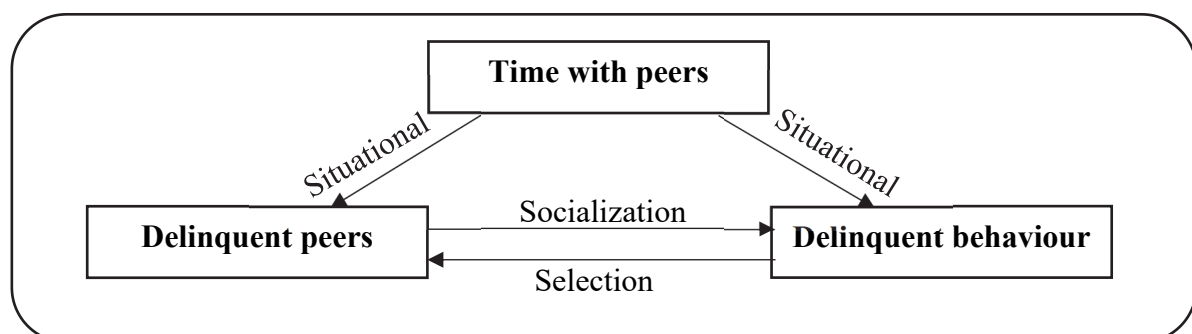 Time with peers
Situational
Situational
Socialization
Delinquent peers
Delinquent behaviour
Selection